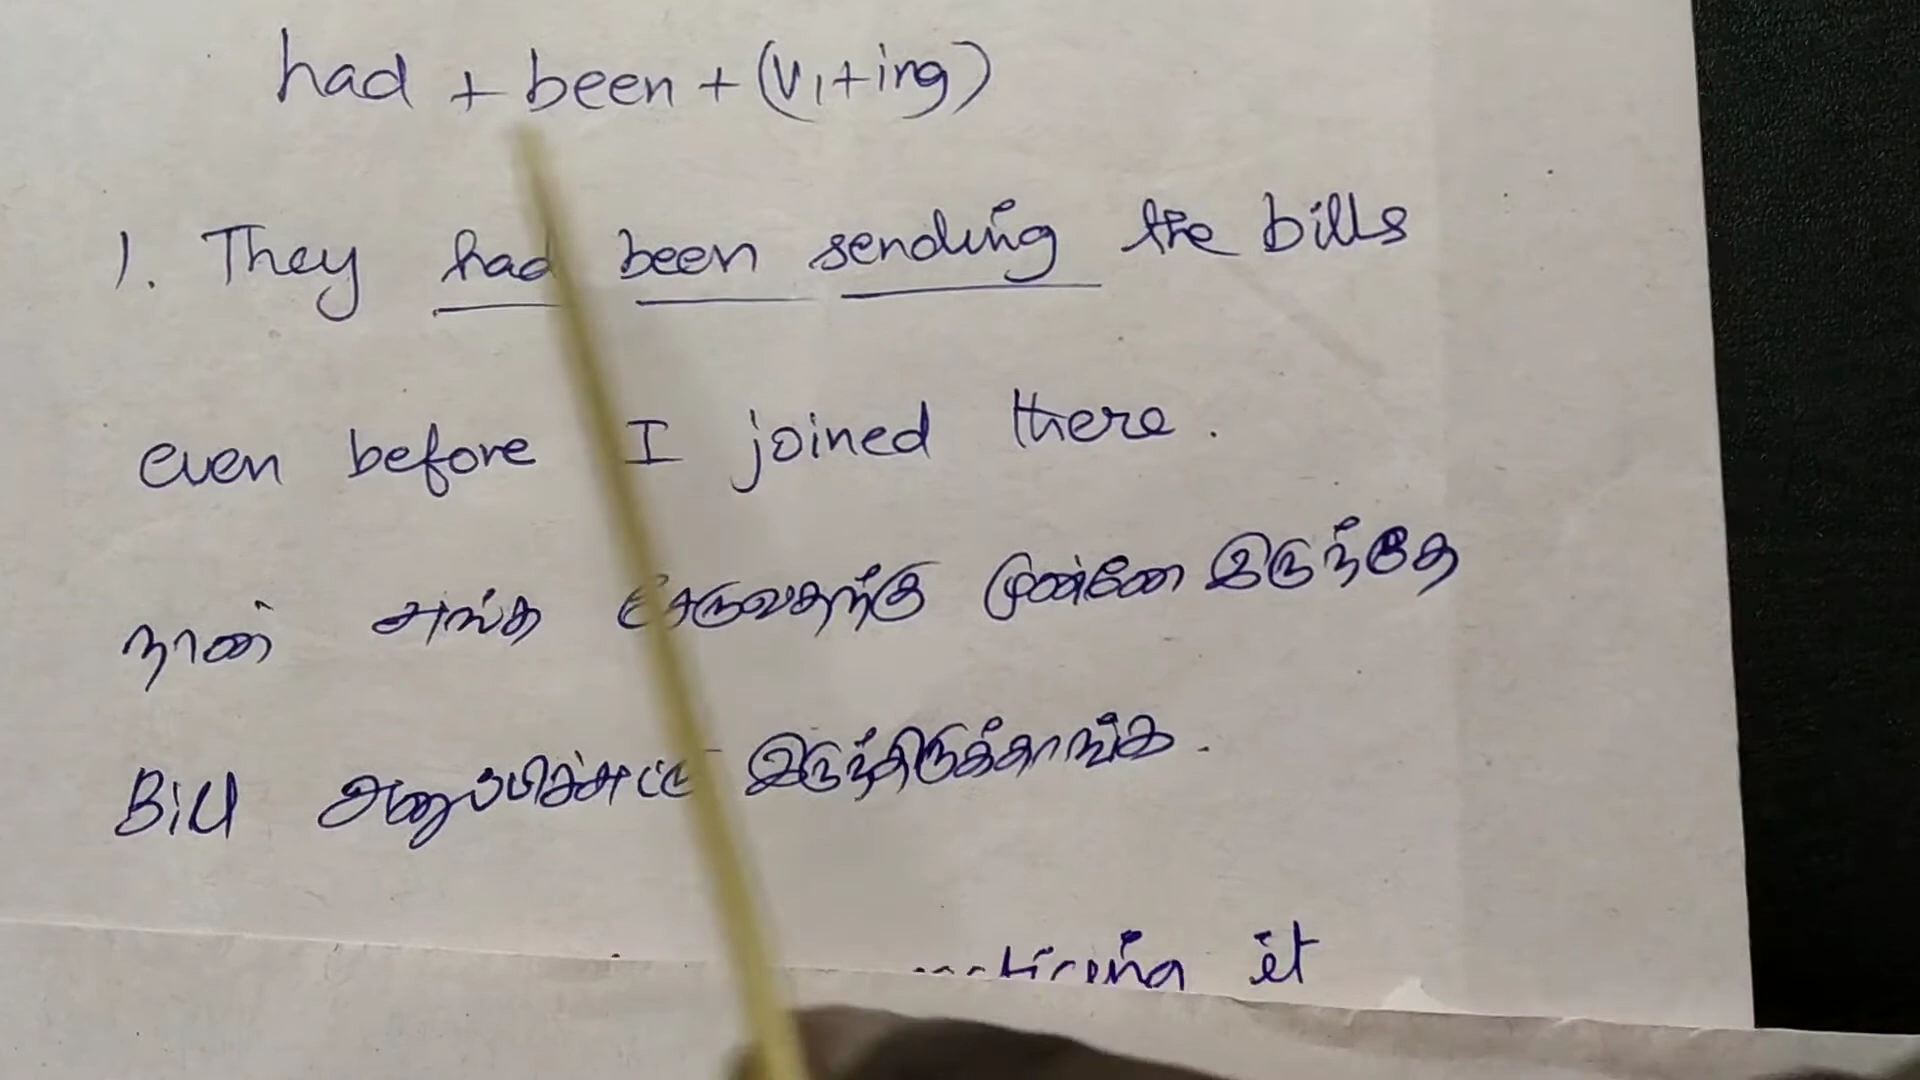 had + been + (V1+ing)
1. They had been sending the bills
even before I joined there.
நான் அங்க சேருவதற்கு முன்னே இருந்தே
Bill அனுப்பிச்சுட்டு இருந்திருக்காங்க.
it